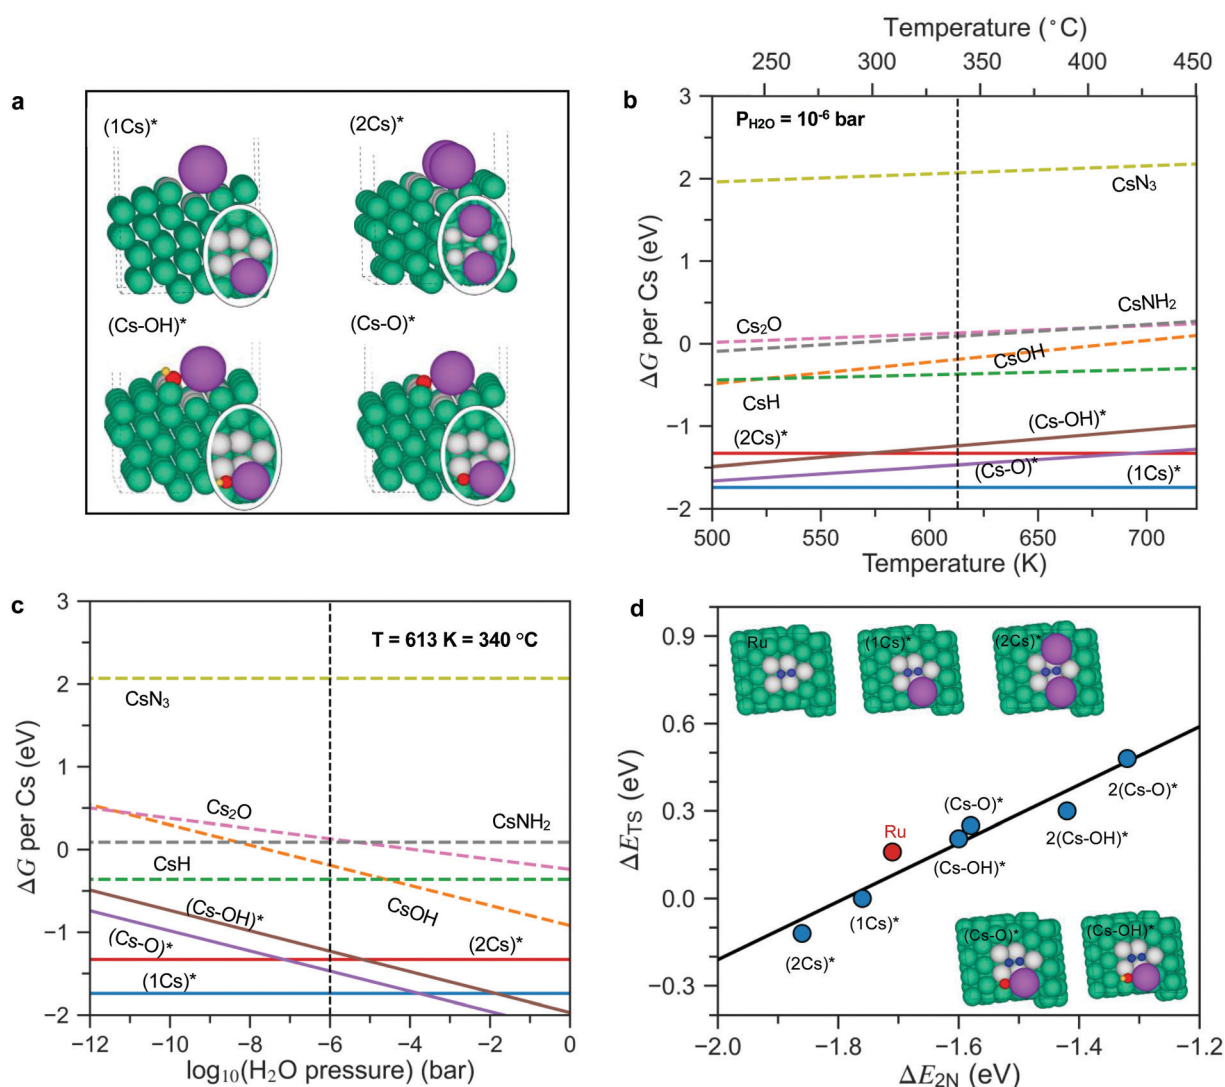 a
(1Cs)*
(2Cs)*
(Cs-OH)*
(Cs-O)*
b
Temperature (°C)
250 300 350 400 450
P_H2O = 10⁻⁶ bar
CsN₃
Cs₂O
CsNH₂
CsOH
CsH
(2Cs)*
(Cs-OH)*
(Cs-O)*
(1Cs)*
3
2
1
0
−1
−2
ΔG per Cs (eV)
500 550 600 650 700
Temperature (K)
c
T = 613 K = 340 °C
CsN₃
Cs₂O
CsNH₂
CsH
CsOH
(Cs-OH)*
(Cs-O)*
(2Cs)*
(1Cs)*
3
2
1
0
−1
−2
ΔG per Cs (eV)
−12 −10 −8 −6 −4 −2 0
log₁₀(H₂O pressure) (bar)
d
Ru
(1Cs)*
(2Cs)*
2(Cs-O)*
(Cs-O)*
2(Cs-OH)*
Ru
(Cs-OH)*
(1Cs)*
(2Cs)*
(Cs-O)*
(Cs-OH)*
0.9
0.6
0.3
0.0
−0.3
ΔE_TS (eV)
−2.0 −1.8 −1.6 −1.4 −1.2
ΔE_2N (eV)